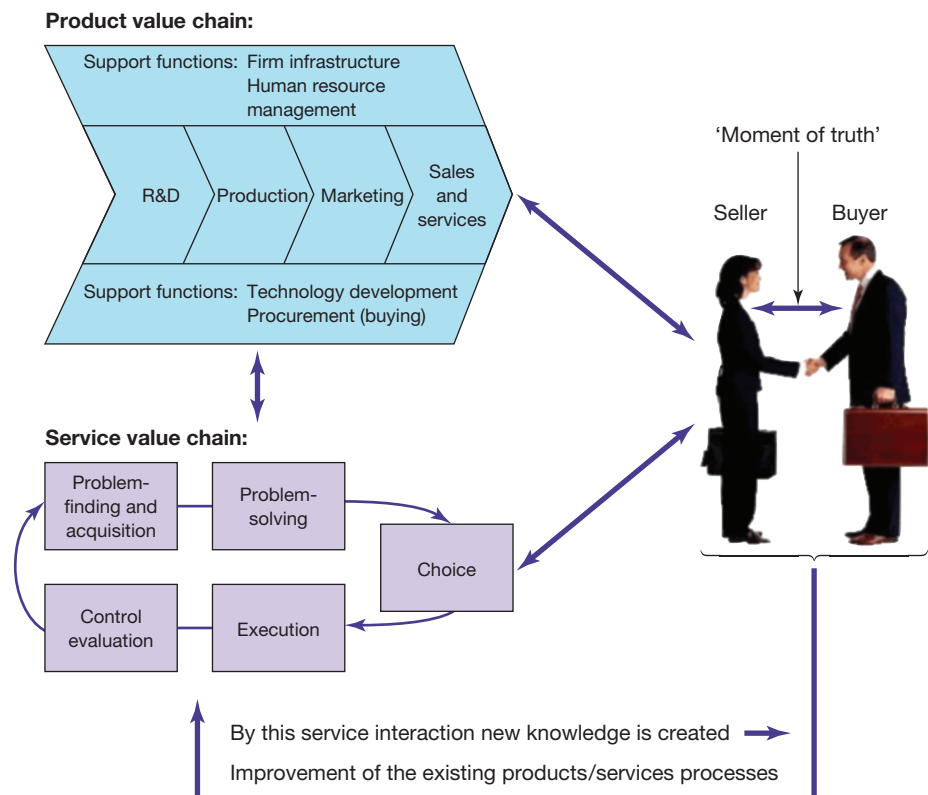 Product value chain:
Support functions: Firm infrastructure
Human resource
management
R&D
Production
Marketing
Sales
and
services
Support functions: Technology development
Procurement (buying)
'Moment of truth'
Seller
Buyer
Service value chain:
Problem-
finding and
acquisition
Problem-
solving
Choice
Control
evaluation
Execution
By this service interaction new knowledge is created
Improvement of the existing products/services processes